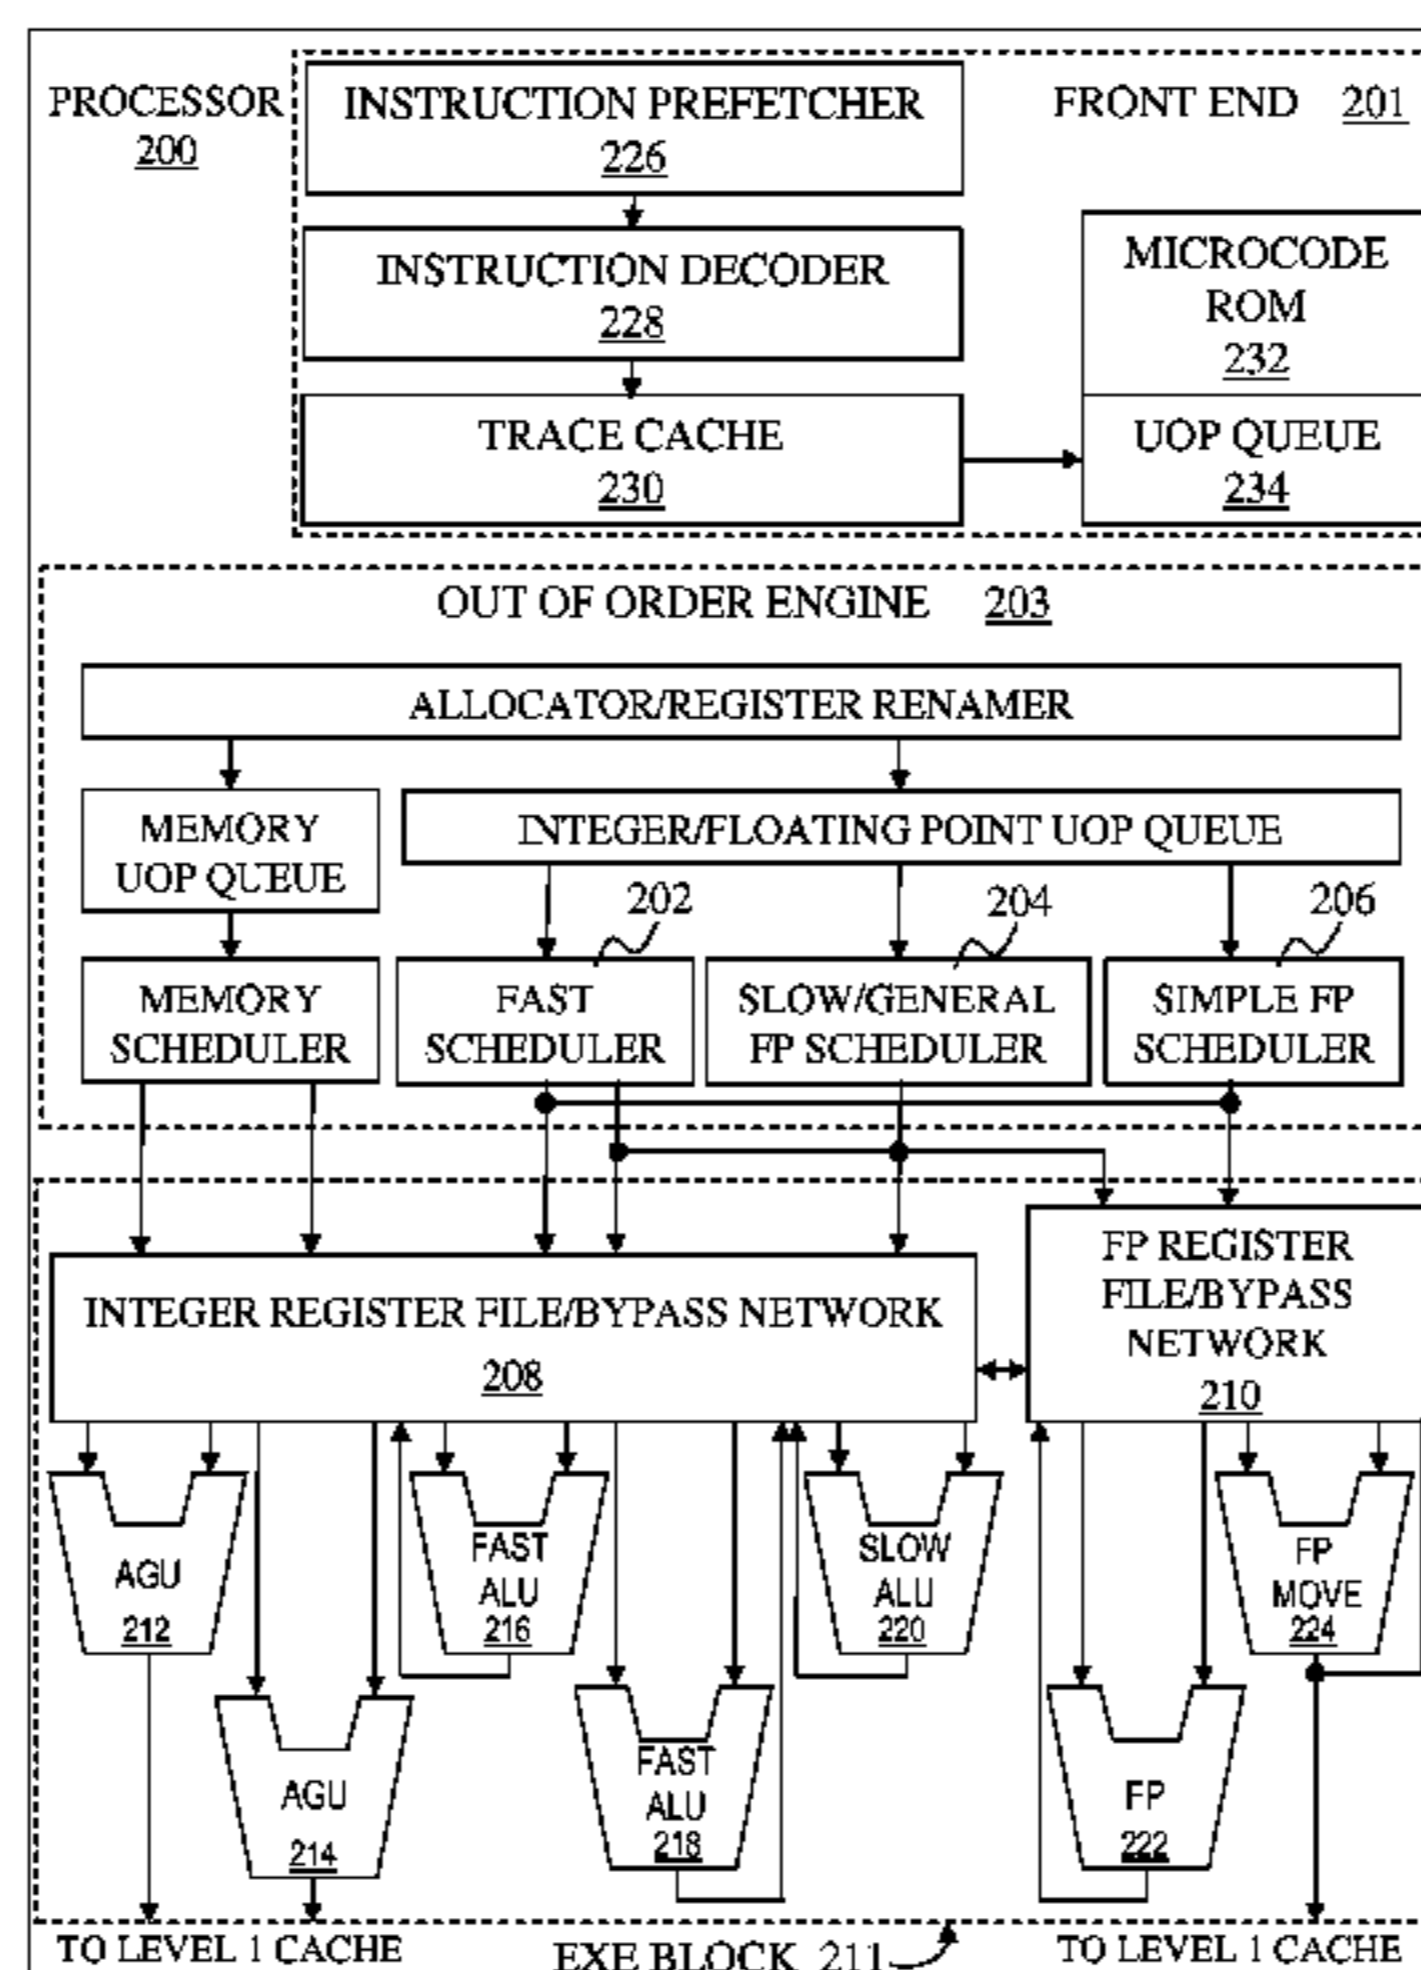 PROCESSOR
200
INSTRUCTION PREFETCHER
226
FRONT END 201
INSTRUCTION DECODER
228
MICROCODE
ROM
232
TRACE CACHE
230
UOP QUEUE
234
OUT OF ORDER ENGINE 203
ALLOCATOR/REGISTER RENAMER
MEMORY
UOP QUEUE
INTEGER/FLOATING POINT UOP QUEUE
202
204
206
MEMORY
SCHEDULER
FAST
SCHEDULER
SLOW/GENERAL
FP SCHEDULER
SIMPLE FP
SCHEDULER
INTEGER REGISTER FILE/BYPASS NETWORK
208
FP REGISTER
FILE/BYPASS
NETWORK
210
AGU
212
FAST
ALU
216
SLOW
ALU
220
FP
MOVE
224
AGU
214
FAST
ALU
218
FP
222
TO LEVEL 1 CACHE
EXE BLOCK 211
TO LEVEL 1 CACHE